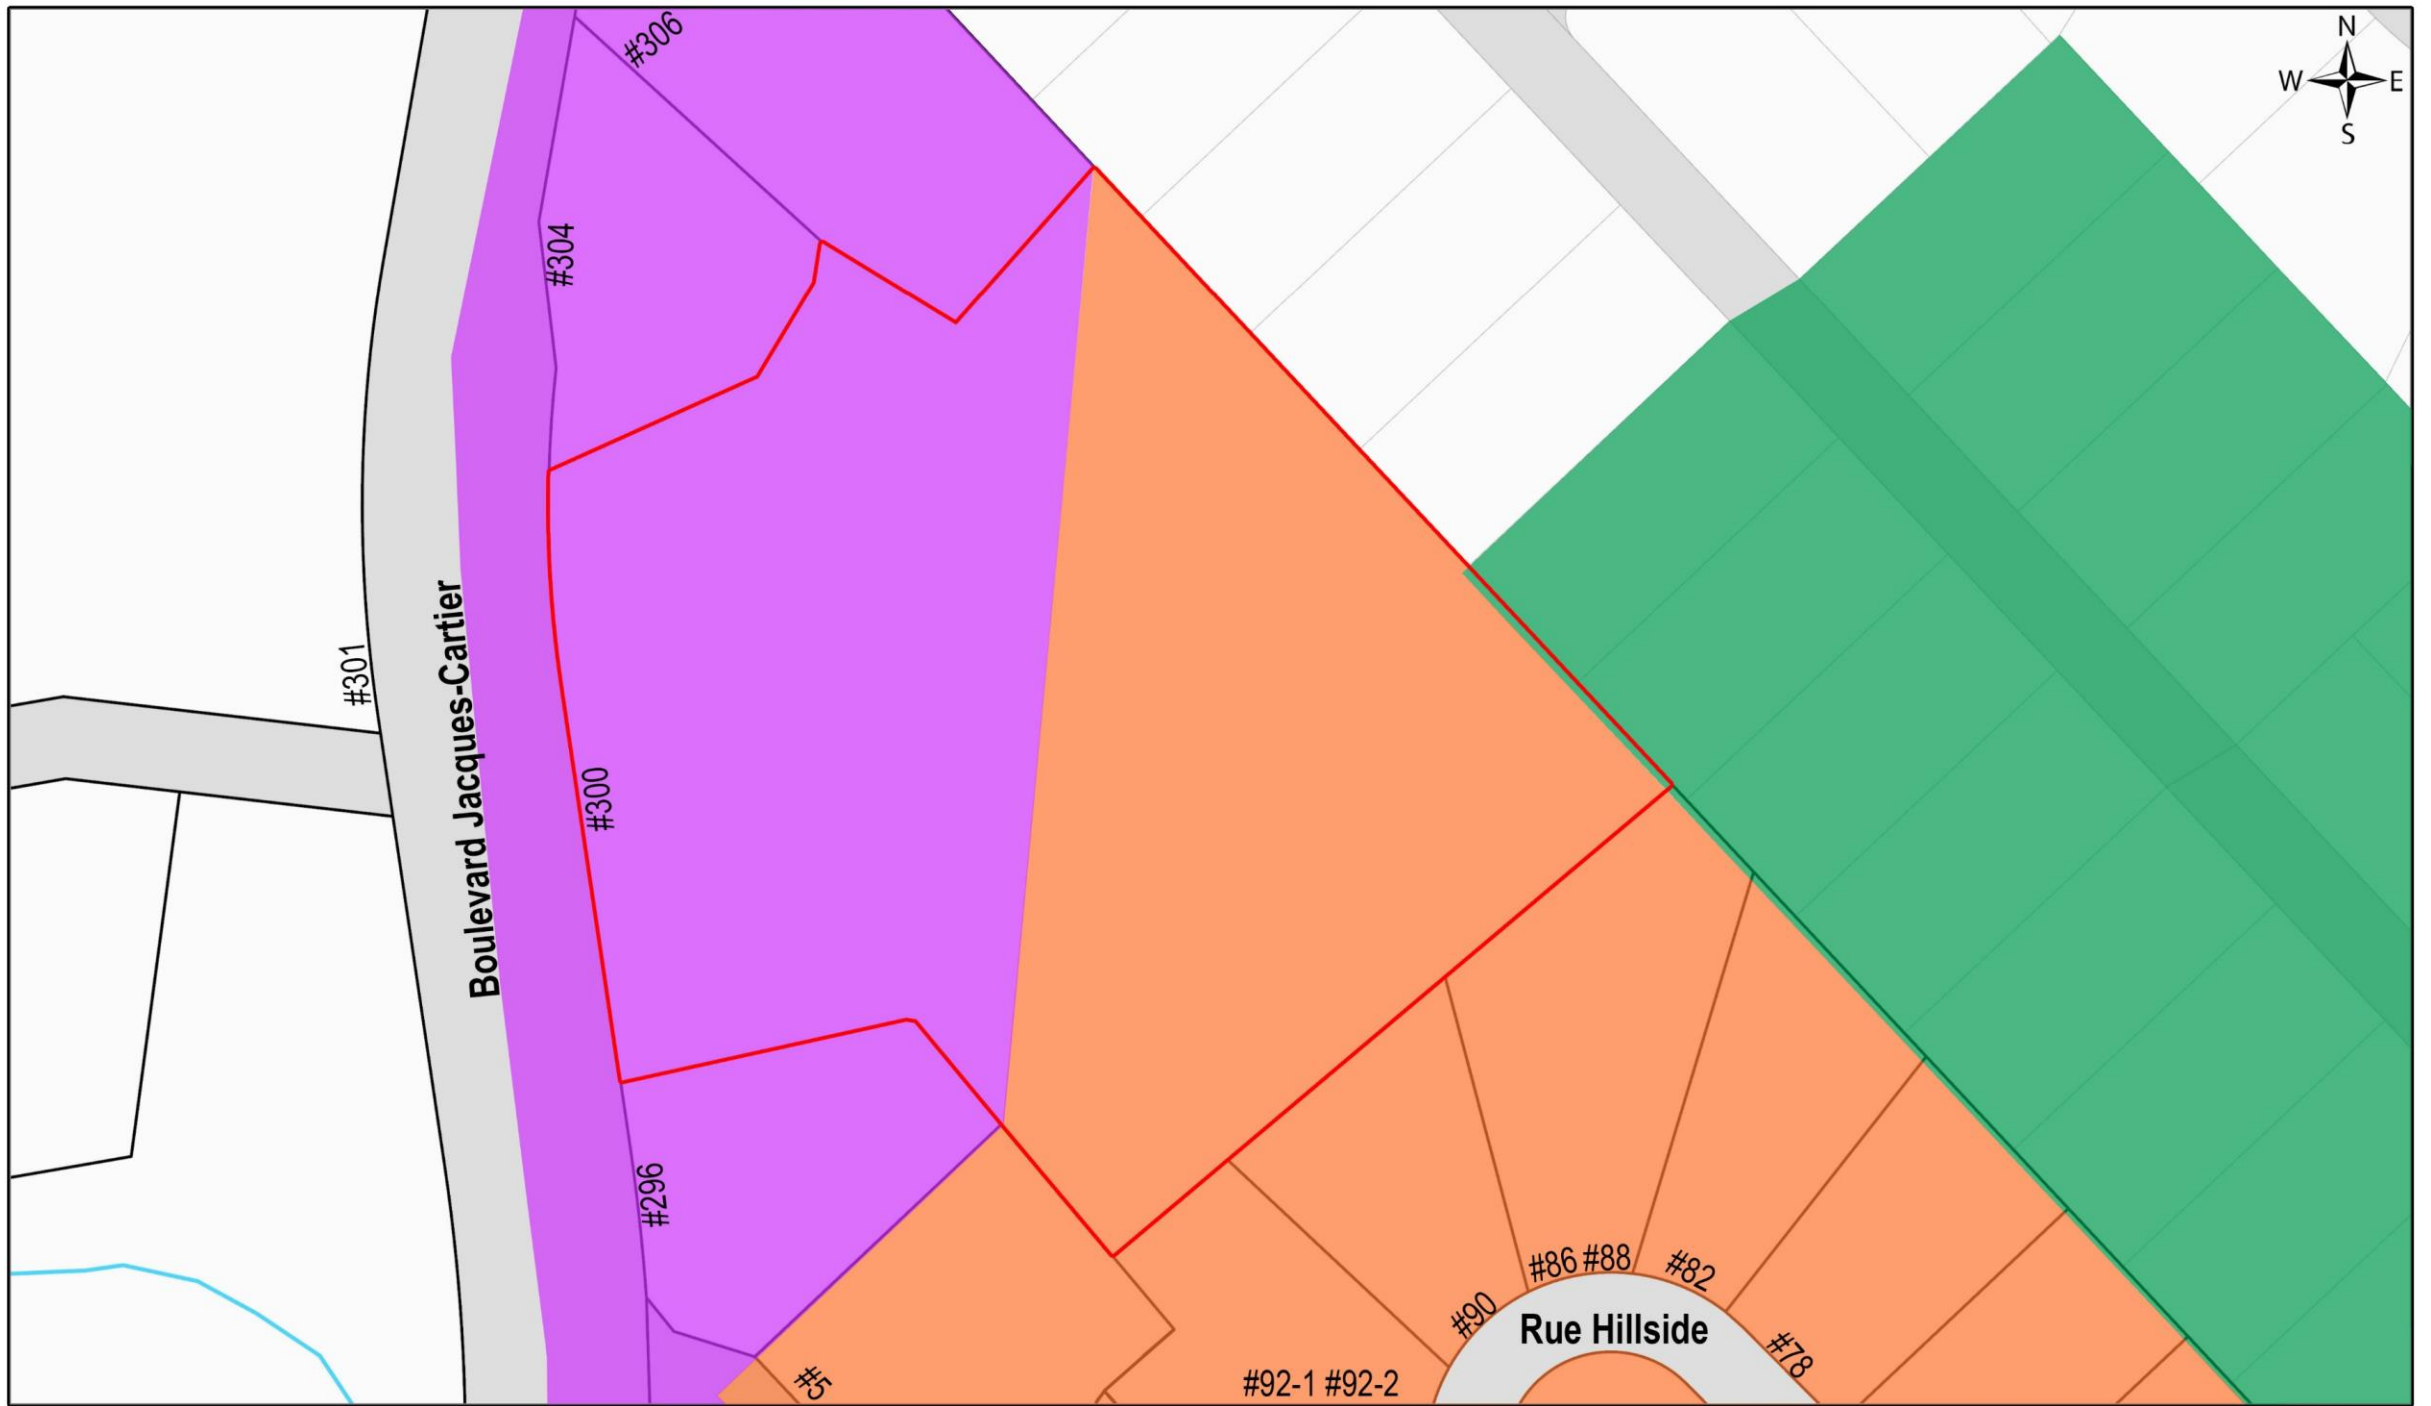 #306
N
W E
S
#304
#301
Boulevard Jacques-Cartier
#300
#296
#86 #88
#82
#90
Rue Hillside
#78
#5
#92-1 #92-2